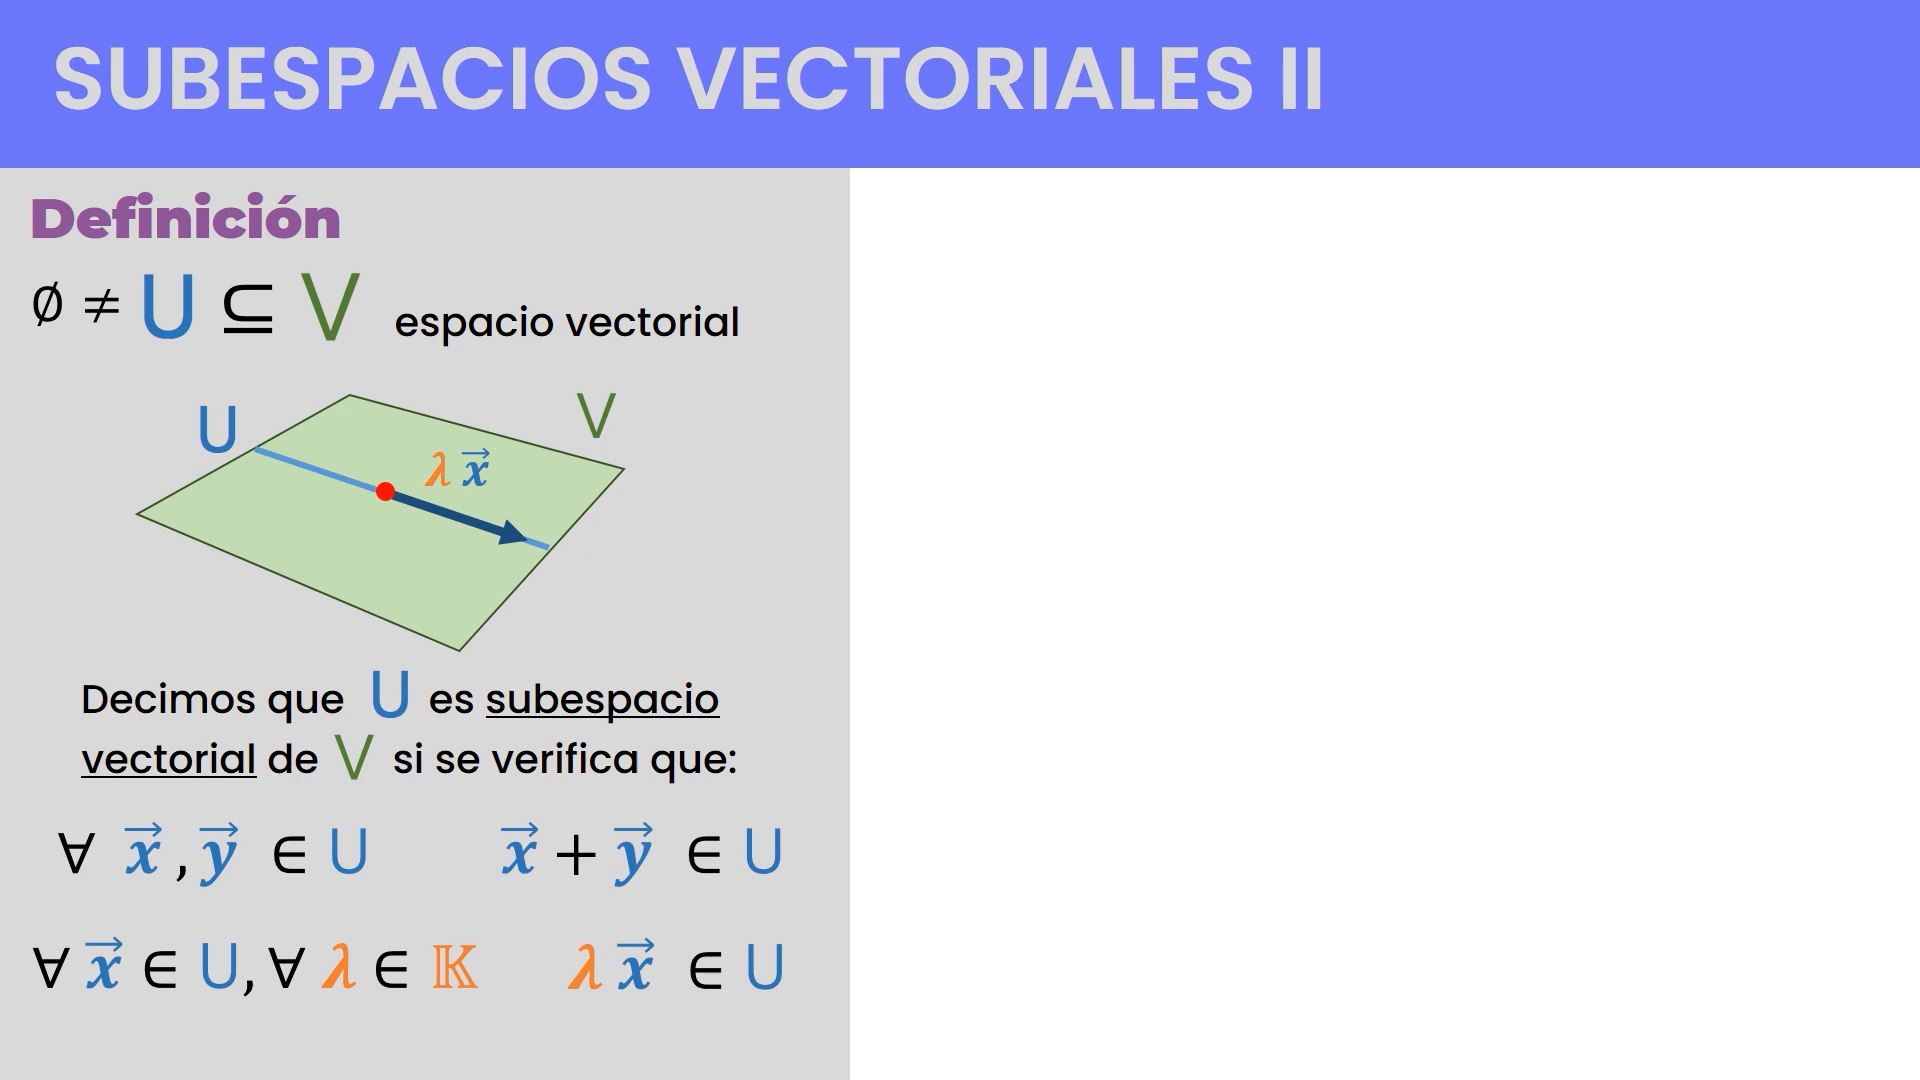 SUBESPACIOS VECTORIALES II
Definición
∅ ≠ U ⊆ V espacio vectorial
U
V
λ x⃗
Decimos que U es subespacio
vectorial de V si se verifica que:
∀ x⃗ , y⃗ ∈ U x⃗ + y⃗ ∈ U
∀ x⃗ ∈ U, ∀ λ ∈ 𝕂 λ x⃗ ∈ U